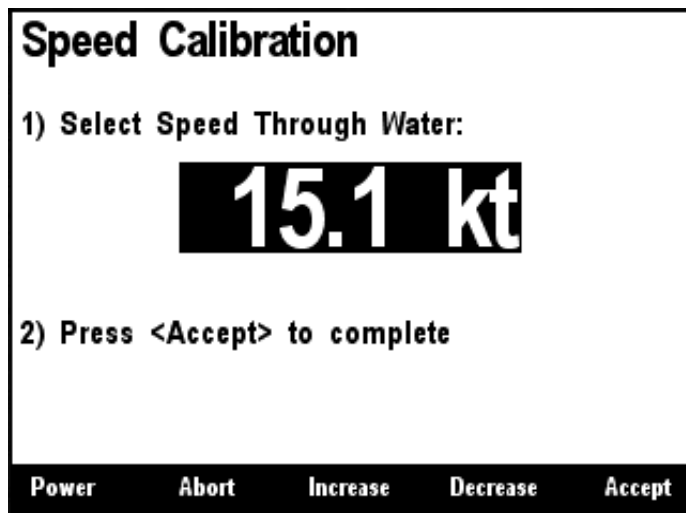 Speed Calibration
1) Select Speed Through Water:
15.1 kt
2) Press <Accept> to complete
Power Abort Increase Decrease Accept